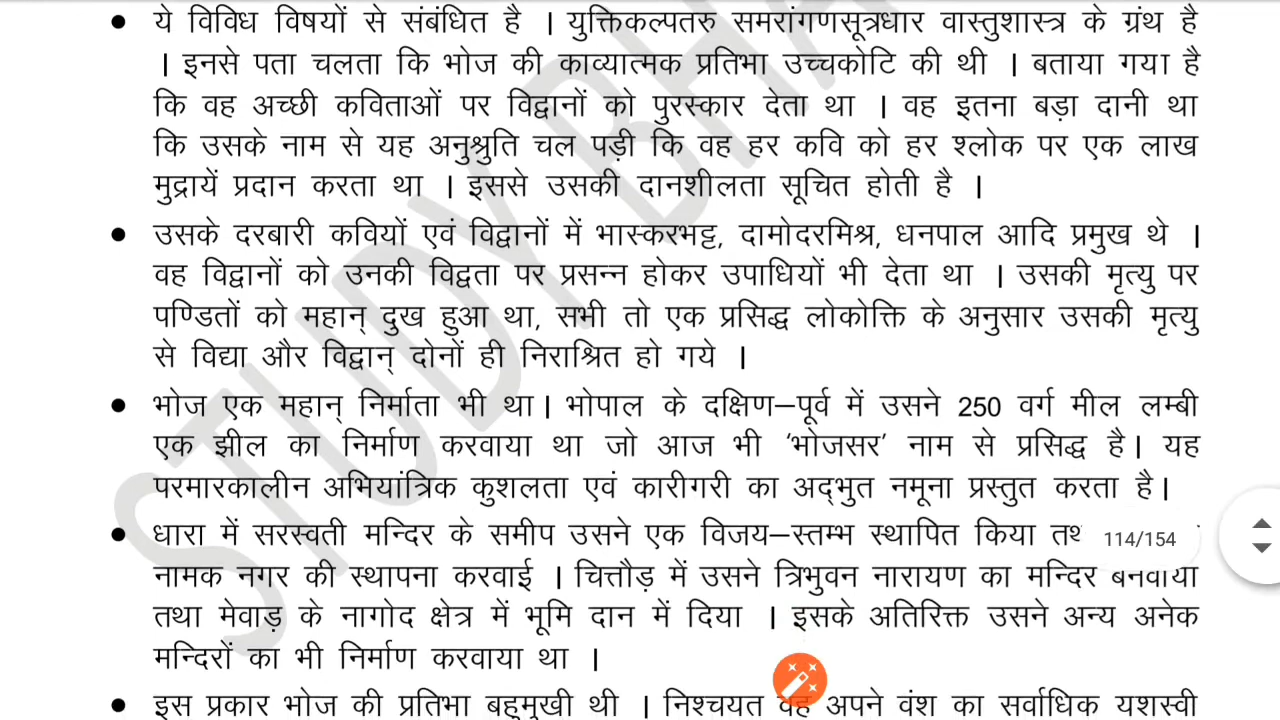 ● ये विविध विषयों से संबंधित है । युक्तिकल्पतरु समरांगणसूत्रधार वास्तुशास्त्र के ग्रंथ है
। इनसे पता चलता कि भोज की काव्यात्मक प्रतिभा उच्चकोटि की थी । बताया गया है
कि वह अच्छी कविताओं पर विद्वानों को पुरस्कार देता था । वह इतना बड़ा दानी था
कि उसके नाम से यह अनुश्रुति चल पड़ी कि वह हर कवि को हर श्लोक पर एक लाख
मुद्रायें प्रदान करता था । इससे उसकी दानशीलता सूचित होती है ।
● उसके दरबारी कवियों एवं विद्वानों में भास्करभट्ट, दामोदरमिश्र, धनपाल आदि प्रमुख थे ।
वह विद्वानों को उनकी विद्वता पर प्रसन्न होकर उपाधियों भी देता था । उसकी मृत्यु पर
पण्डितों को महान् दुख हुआ था, सभी तो एक प्रसिद्ध लोकोक्ति के अनुसार उसकी मृत्यु
से विद्या और विद्वान् दोनों ही निराश्रित हो गये ।
● भोज एक महान् निर्माता भी था। भोपाल के दक्षिण–पूर्व में उसने 250 वर्ग मील लम्बी
एक झील का निर्माण करवाया था जो आज भी 'भोजसर' नाम से प्रसिद्ध है। यह
परमारकालीन अभियांत्रिक कुशलता एवं कारीगरी का अद्भुत नमूना प्रस्तुत करता है।
● धारा में सरस्वती मन्दिर के समीप उसने एक विजय–स्तम्भ स्थापित किया
114/154
नामक नगर की स्थापना करवाई । चित्तौड़ में उसने त्रिभुवन नारायण का मन्दिर बनवाया
तथा मेवाड़ के नागोद क्षेत्र में भूमि दान में दिया । इसके अतिरिक्त उसने अन्य अनेक
मन्दिरों का भी निर्माण करवाया था ।
● इस प्रकार भोज की प्रतिभा बहुमुखी थी । निश्चयत वह अपने वंश का सर्वाधिक यशस्वी
STUDY